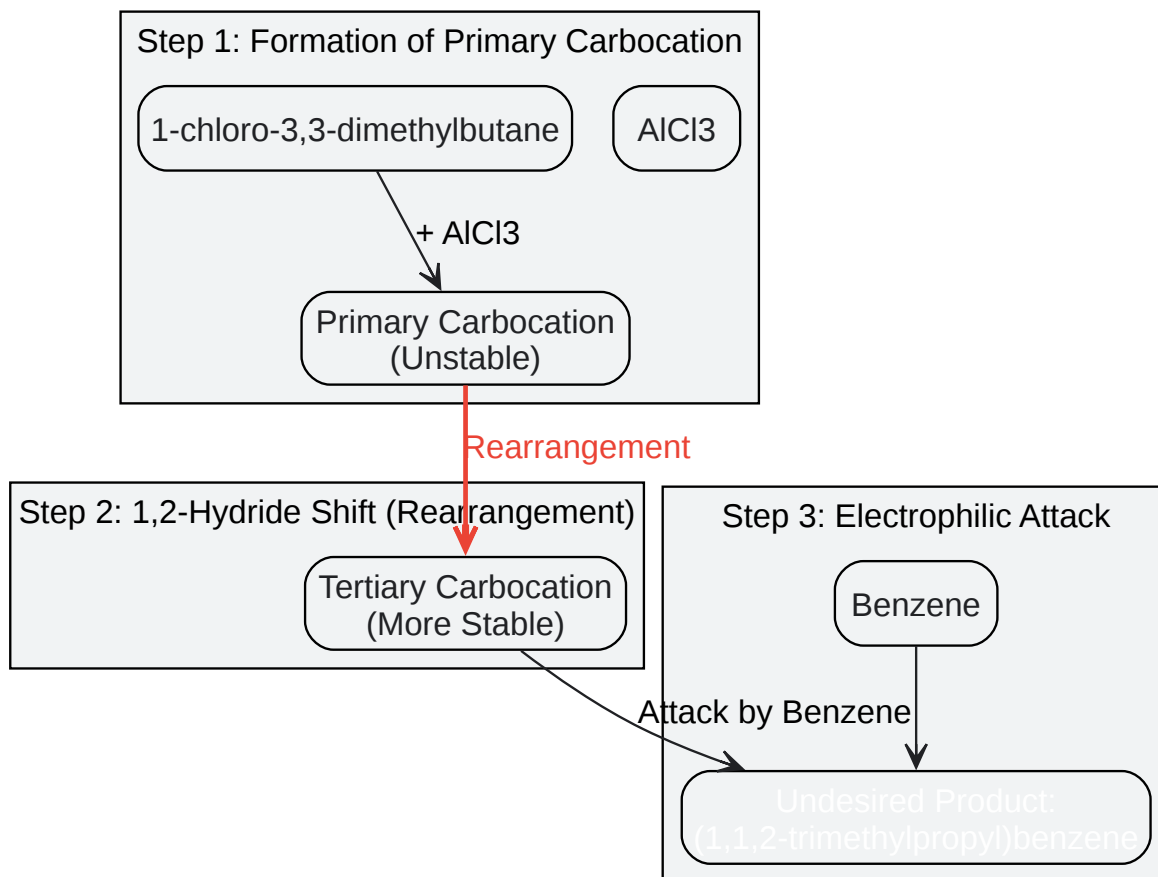 Step 1: Formation of Primary Carbocation
1-chloro-3,3-dimethylbutane
AlCl3
+ AlCl3
Primary Carbocation
(Unstable)
Rearrangement
Step 2: 1,2-Hydride Shift (Rearrangement)
Tertiary Carbocation
(More Stable)
Step 3: Electrophilic Attack
Benzene
Attack by Benzene
Undesired Product:
(1,1,2-trimethylpropyl)benzene